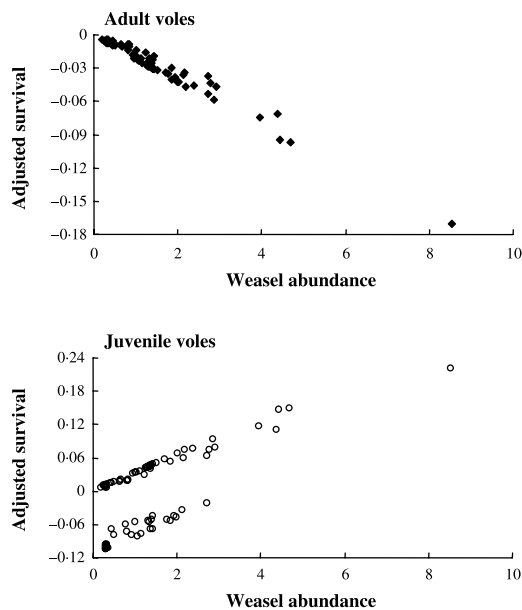 Adult voles
0
−0·03
−0·06
−0·09
−0·12
−0·15
−0·18
Adjusted survival
0 2 4 6 8 10
Weasel abundance
Juvenile voles
0·24
0·18
0·12
0·06
0
−0·06
−0·12
Adjusted survival
0 2 4 6 8 10
Weasel abundance